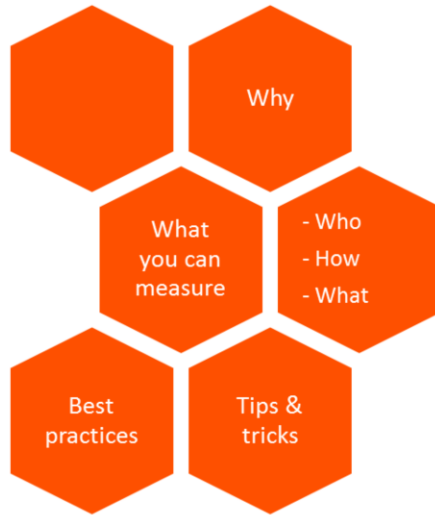 Why
What
you can
measure
- Who
- How
- What
Best
practices
Tips &
tricks